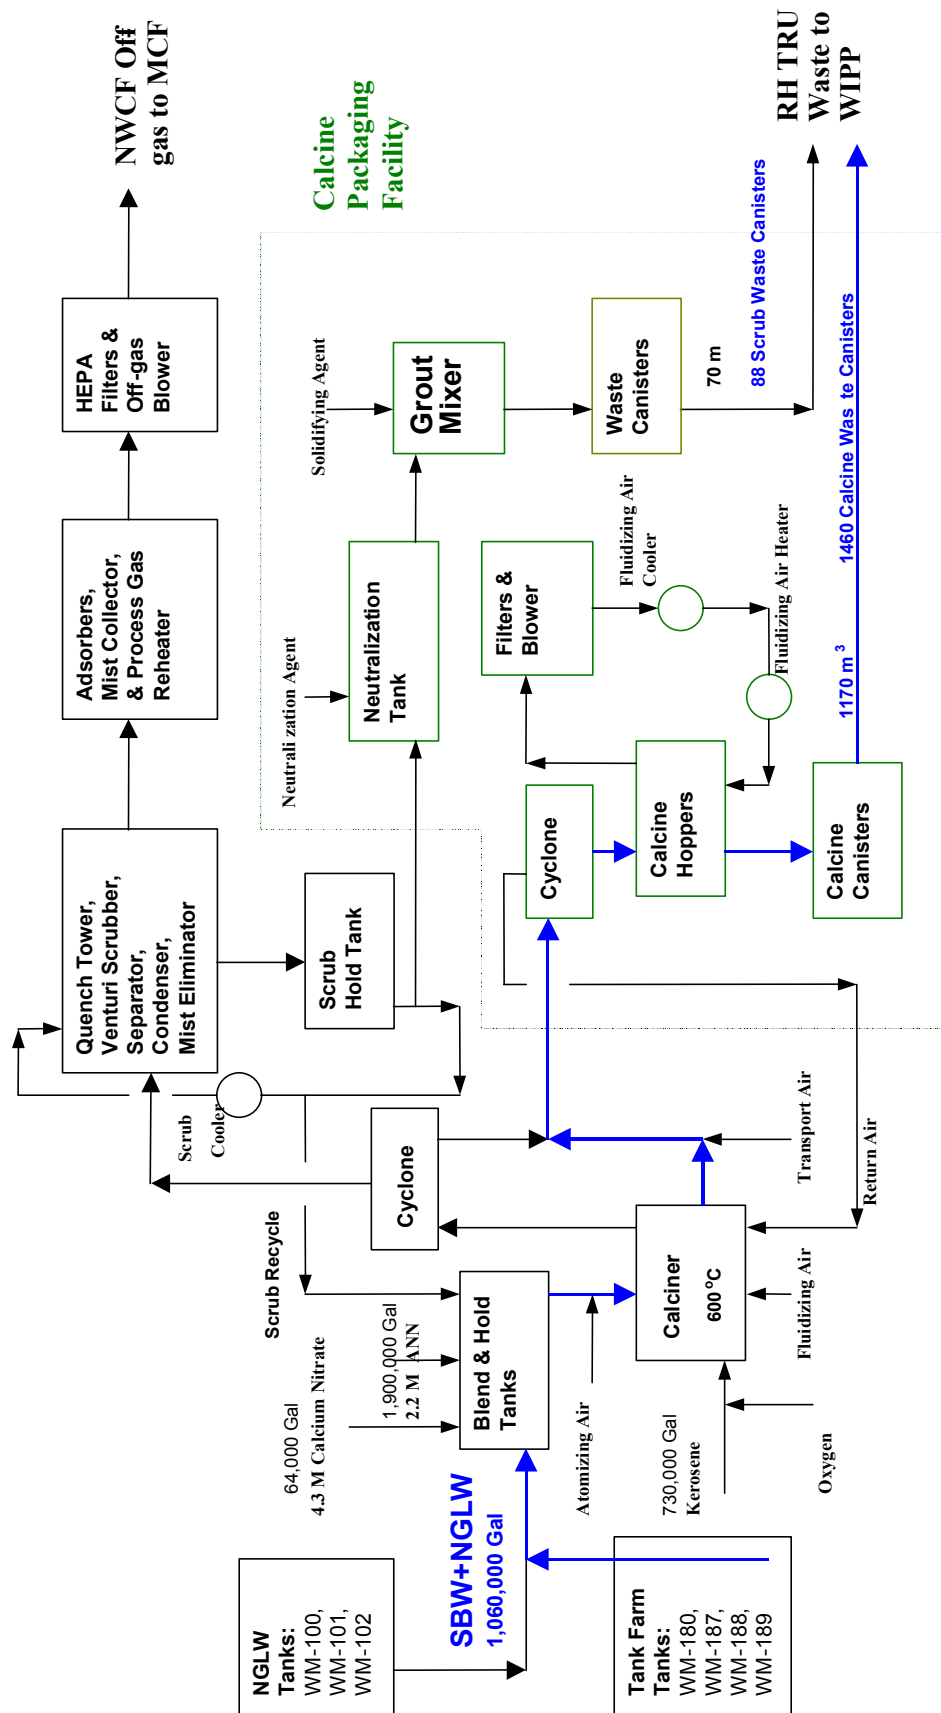 NWCF Off-
gas to MCF
HEPA
Filters &
Off-gas
Blower
Adsorbers,
Mist Collector,
& Process Gas
Reheater
Quench Tower,
Venturi Scrubber,
Separator,
Condenser,
Mist Eliminator
Scrub
Cooler
Scrub
Hold Tank
Cyclone
Scrub Recycle
64,000 Gal
4.3 M Calcium Nitrate
1,900,000 Gal
2.2 M ANN
Blend & Hold
Tanks
NGLW
Tanks:
WM-100,
WM-101,
WM-102
SBW+NGLW
1,060,000 Gal
Tank Farm
Tanks:
WM-180,
WM-187,
WM-188,
WM-189
Atomizing Air
730,000 Gal
Kerosene
Oxygen
Calciner
600 °C
Fluidizing Air
Return Air
Transport Air
Calcine
Packaging
Facility
Neutrali zation Agent
Neutralization
Tank
Solidifying Agent
Grout
Mixer
Waste
Canisters
70 m
88 Scrub Waste Canisters
RH TRU
Waste to
WIPP
Cyclone
Calcine
Hoppers
Filters &
Blower
Fluidizing Air
Cooler
Fluidizing Air Heater
Calcine
Canisters
1170 m³
1460 Calcine Was te Canisters